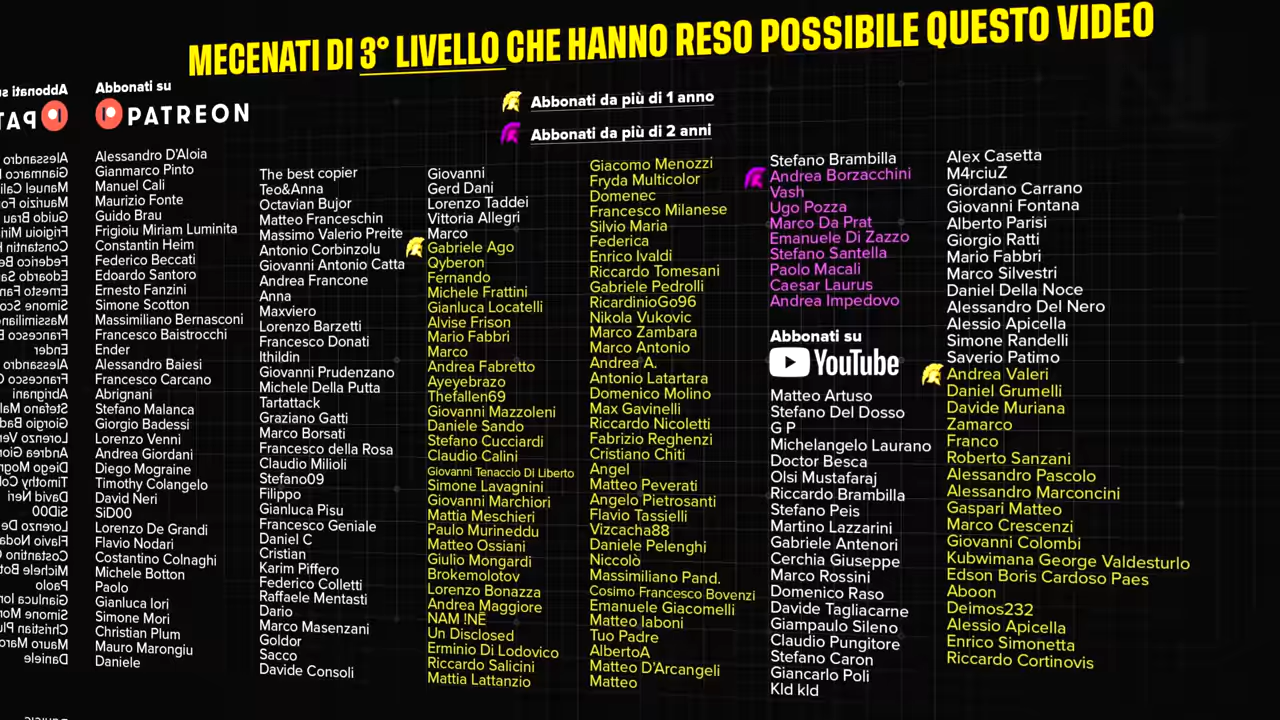 MECENATI DI 3° LIVELLO CHE HANNO RESO POSSIBILE QUESTO VIDEO
Abbonati su
PATREON
Abbonati da più di 1 anno
Abbonati da più di 2 anni
Alessandro D'Aloia
Gianmarco Pinto
Manuel Cali
Maurizio Fonte
Guido Brau
Frigioiu Miriam Luminita
Constantin Heim
Federico Beccati
Edoardo Santoro
Ernesto Fanzini
Simone Scotton
Massimiliano Bernasconi
Francesco Baistrocchi
Ender
Alessandro Baiesi
Francesco Carcano
Abrignani
Stefano Malanca
Giorgio Badessi
Lorenzo Venni
Andrea Giordani
Diego Mograine
Timothy Colangelo
David Neri
SiDi00
Lorenzo De Grandi
Flavio Nodari
Costantino Colnaghi
Michele Botton
Paolo
Gianluca Iori
Simone Mori
Christian Plum
Mauro Marongiu
Daniele
The best copier
Teo&Anna
Octavian Bujor
Matteo Franceschin
Massimo Valerio Preite
Antonio Corbinzolu
Giovanni Antonio Catta
Andrea Francone
Anna
Maxviero
Lorenzo Barzetti
Francesco Donati
Ithildin
Giovanni Prudenzano
Michele Della Putta
Tartattack
Graziano Gatti
Marco Borsati
Francesco della Rosa
Claudio Milioli
Stefano09
Filippo
Gianluca Pisu
Francesco Geniale
Daniel C
Cristian
Karim Piffero
Federico Colletti
Raffaele Mentasti
Dario
Marco Masenzani
Goldor
Sacco
Davide Consoli
Giovanni
Gerd Dani
Lorenzo Taddei
Vittoria Allegri
Marco
Gabriele Ago
Qyberon
Fernando
Michele Frattini
Gianluca Locatelli
Alvise Frison
Mario Fabbri
Marco
Andrea Fabretto
Ayeyebrazo
Thefallen69
Giovanni Mazzoleni
Daniele Sando
Stefano Cucciardi
Claudio Calini
Giovanni Tenaccio Di Liberto
Simone Lavagnini
Giovanni Marchiori
Mattia Meschieri
Paulo Murineddu
Matteo Ossiani
Giulio Mongardi
Brokemolotov
Lorenzo Bonazza
Andrea Maggiore
NAM !NE
Un Disclosed
Erminio Di Lodovico
Riccardo Salicini
Mattia Lattanzio
Giacomo Menozzi
Fryda Multicolor
Domenec
Francesco Milanese
Silvio Maria
Federica
Enrico Ivaldi
Riccardo Tomesani
Gabriele Pedrolli
RicardinioGo96
Nikola Vukovic
Marco Zambara
Marco Antonio
Andrea A.
Antonio Latartara
Domenico Molino
Max Gavinelli
Riccardo Nicoletti
Fabrizio Reghenzi
Cristiano Chiti
Angel
Matteo Peverati
Angelo Pietrosanti
Flavio Tassielli
Vizcacha88
Daniele Pelenghi
Niccolò
Massimiliano Pand.
Cosimo Francesco Bovenzi
Emanuele Giacomelli
Matteo Iaboni
Tuo Padre
AlbertoA
Matteo D'Arcangeli
Matteo
Stefano Brambilla
Andrea Borzacchini
Vash
Ugo Pozza
Marco Da Prat
Emanuele Di Zazzo
Stefano Santella
Paolo Macali
Caesar Laurus
Andrea Impedovo
Abbonati su
YouTube
Matteo Artuso
Stefano Del Dosso
G P
Michelangelo Laurano
Doctor Besca
Olsi Mustafaraj
Riccardo Brambilla
Stefano Peis
Martino Lazzarini
Gabriele Antenori
Cerchia Giuseppe
Marco Rossini
Domenico Raso
Davide Tagliacarne
Giampaulo Sileno
Claudio Pungitore
Stefano Caron
Giancarlo Poli
Kld kld
Alex Casetta
M4rciuZ
Giordano Carrano
Giovanni Fontana
Alberto Parisi
Giorgio Ratti
Mario Fabbri
Marco Silvestri
Daniel Della Noce
Alessandro Del Nero
Alessio Apicella
Simone Randelli
Saverio Patimo
Andrea Valeri
Daniel Grumelli
Davide Muriana
Zamarco
Franco
Roberto Sanzani
Alessandro Pascolo
Alessandro Marconcini
Gaspari Matteo
Marco Crescenzi
Giovanni Colombi
Kubwimana George Valdesturlo
Edson Boris Cardoso Paes
Aboon
Deimos232
Alessio Apicella
Enrico Simonetta
Riccardo Cortinovis